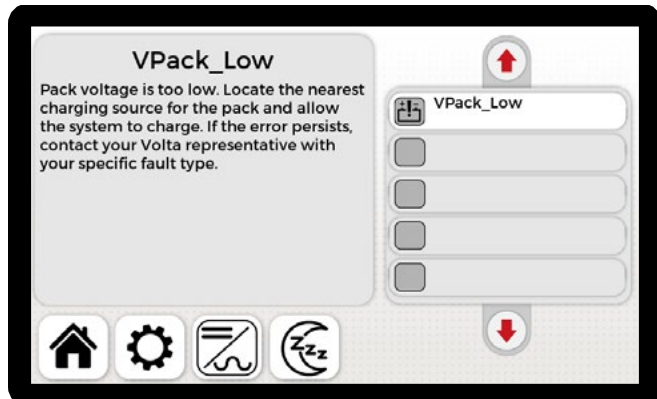 VPack_Low
Pack voltage is too low. Locate the nearest
charging source for the pack and allow
the system to charge. If the error persists,
contact your Volta representative with
your specific fault type.
VPack_Low
Zzz